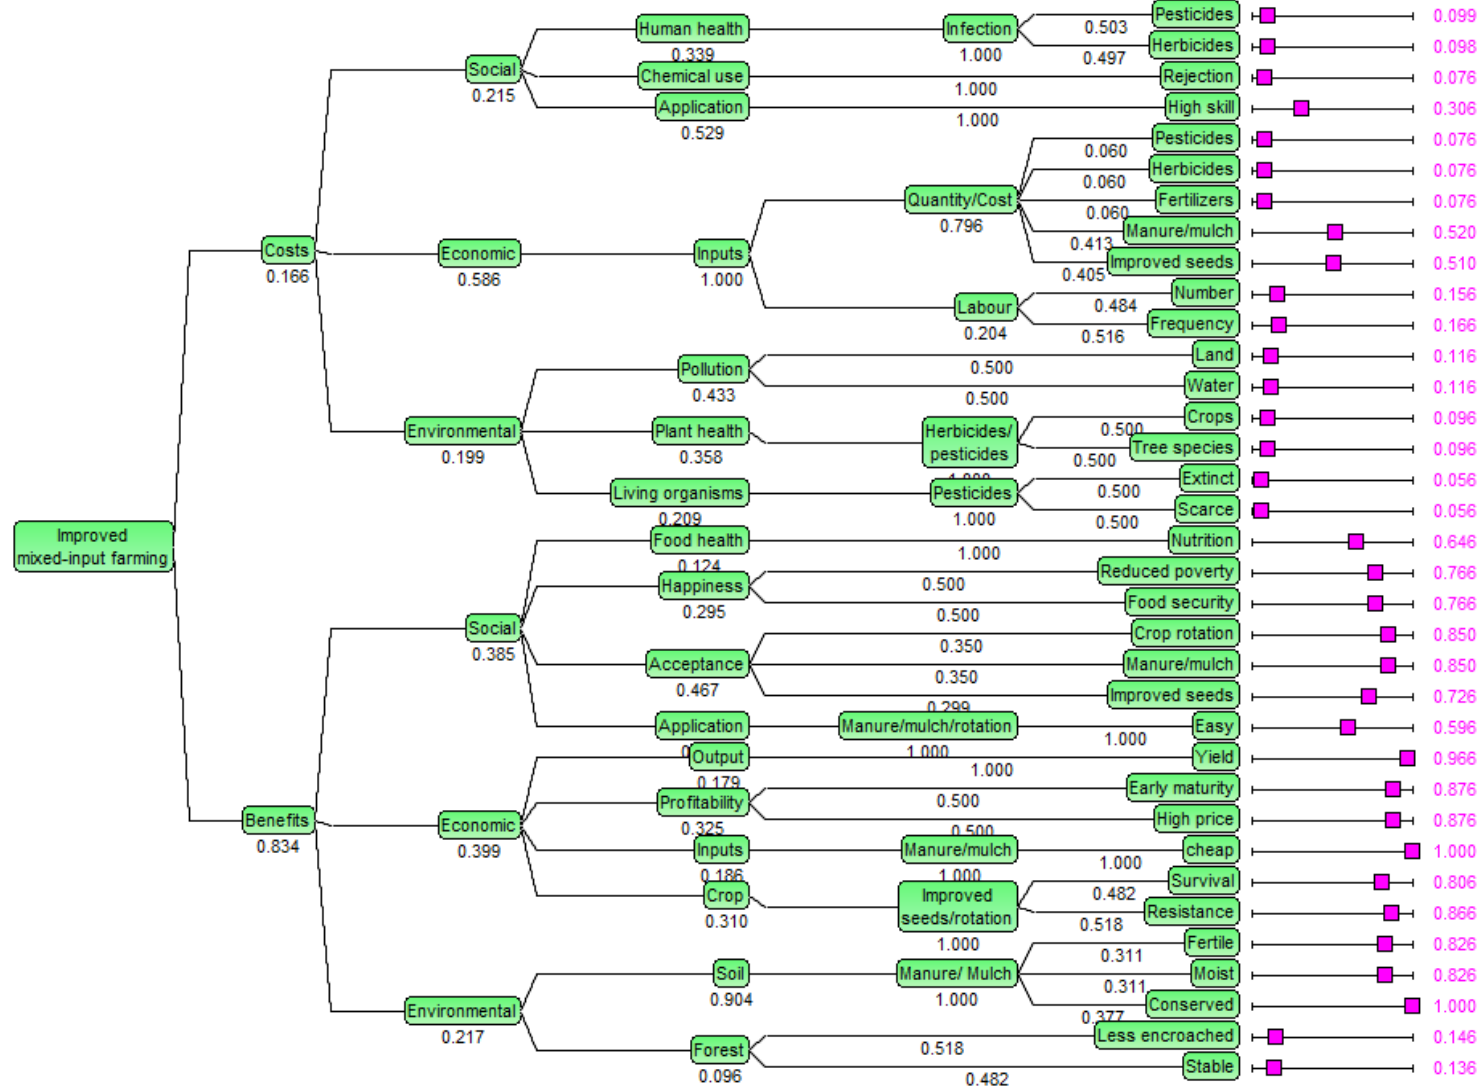 Pesticides 0.099
Human health Infection 0.503
Herbicides 0.098
0.339 1.000 0.497
Social Chemical use Rejection 0.076
0.215 1.000
Application High skill 0.306
0.529 1.000
Pesticides 0.076
0.060
Herbicides 0.076
0.060
Quantity/Cost Fertilizers 0.076
0.796 0.060
Manure/mulch 0.520
0.413
Costs Economic Inputs Improved seeds 0.510
0.166 0.586 1.000 0.405
Number 0.156
Labour 0.484
0.204 Frequency 0.166
0.516
Land 0.116
Pollution 0.500
0.433 Water 0.116
0.500
Crops 0.096
Environmental Plant health Herbicides/ 0.500
0.199 0.358 pesticides Tree species 0.096
0.500
Extinct 0.056
Living organisms Pesticides 0.500
0.209 1.000 Scarce 0.056
0.500
Improved
mixed-input farming
Food health Nutrition 0.646
0.124 1.000
Happiness Reduced poverty 0.766
0.295 0.500
Food security 0.766
0.500
Social Crop rotation 0.850
0.385 0.350
Acceptance Manure/mulch 0.850
0.467 0.350
Improved seeds 0.726
0.299
Application Manure/mulch/rotation Easy 0.596
1.000 1.000
Output Yield 0.966
0.179 1.000
Profitability Early maturity 0.876
0.325 0.500
Benefits Economic High price 0.876
0.834 0.399 0.500
Inputs Manure/mulch cheap 1.000
0.186 1.000 1.000
Crop Improved Survival 0.806
0.310 seeds/rotation 0.482
Resistance 0.866
1.000 0.518
Fertile 0.826
0.311
Soil Manure/ Mulch Moist 0.826
0.904 1.000 0.311
Environmental Conserved 1.000
0.217 0.377
Less encroached 0.146
Forest 0.518
0.096 Stable 0.136
0.482